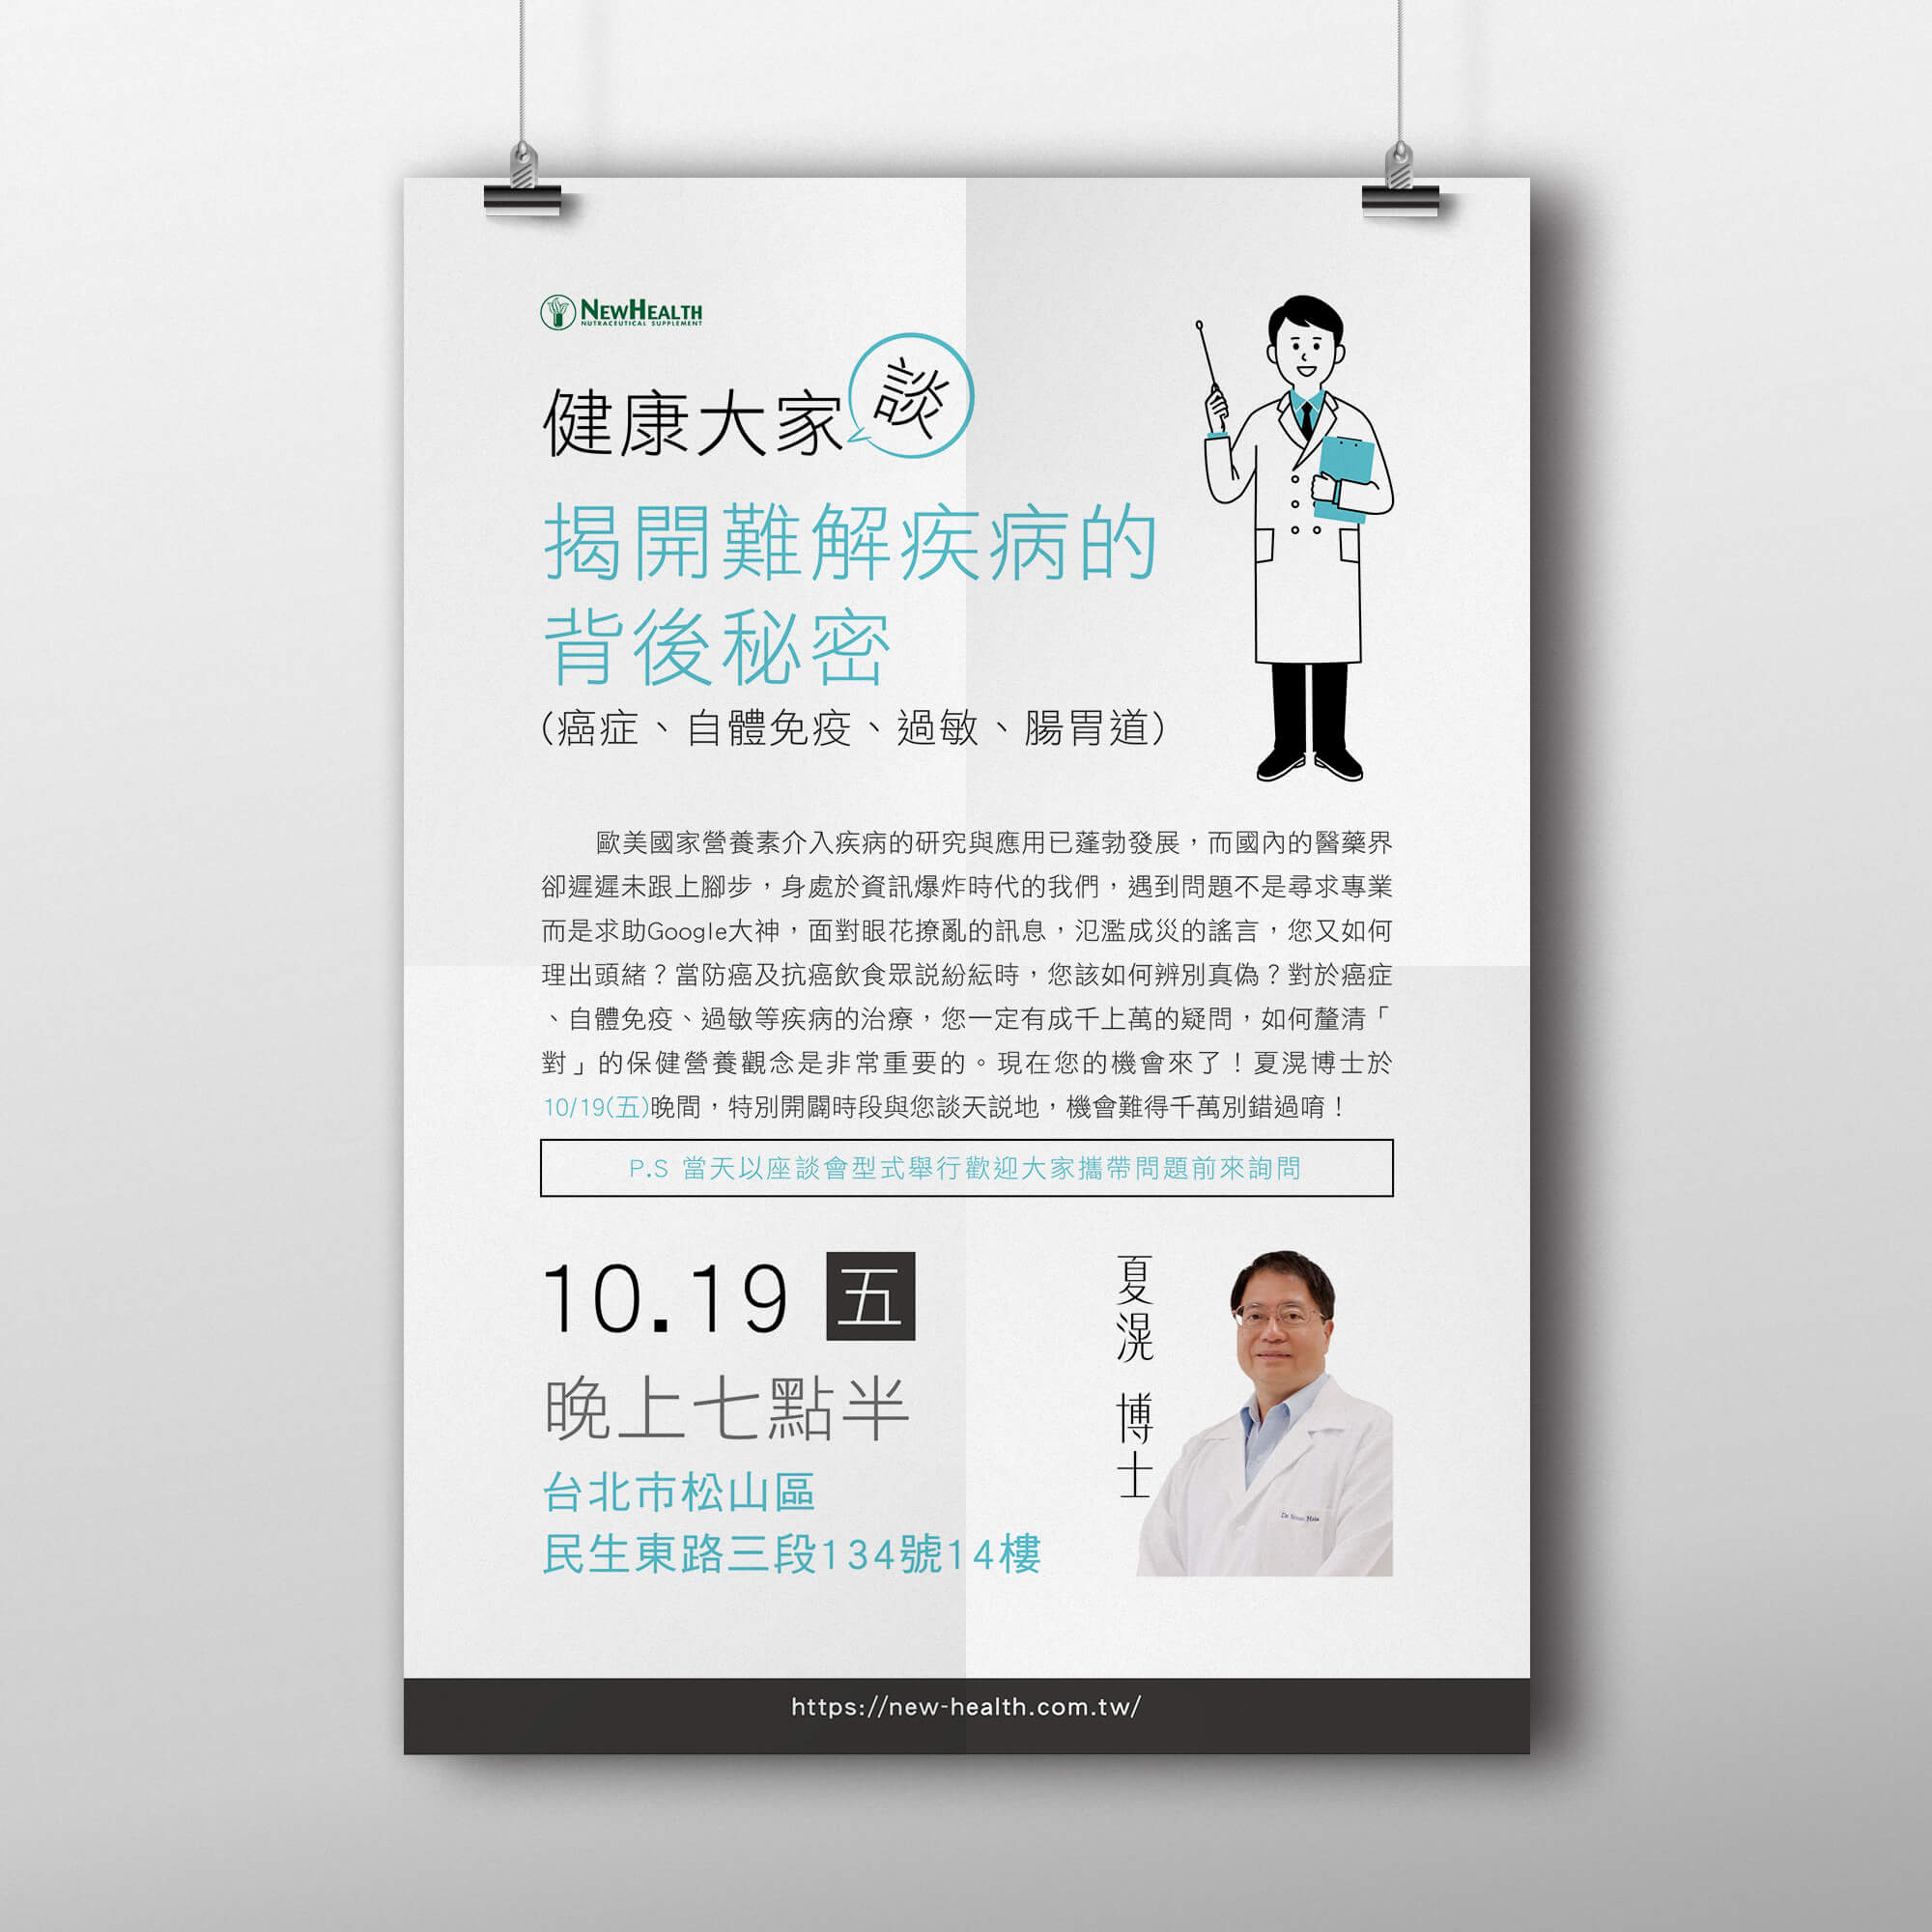 NEWHEALTH
NUTRACEUTICAL SUPPLEMENT
健康大家談
揭開難解疾病的
背後秘密
(癌症、自體免疫、過敏、腸胃道)
歐美國家營養素介入疾病的研究與應用已蓬勃發展，而國內的醫藥界
卻遲遲未跟上腳步，身處於資訊爆炸時代的我們，遇到問題不是尋求專業
而是求助Google大神，面對眼花撩亂的訊息，氾濫成災的謠言，您又如何
理出頭緒？當防癌及抗癌飲食眾説紛紜時，您該如何辨別真偽？對於癌症
、自體免疫、過敏等疾病的治療，您一定有成千上萬的疑問，如何釐清「
對」的保健營養觀念是非常重要的。現在您的機會來了！夏滉博士於
10/19(五)晚間，特別開闢時段與您談天説地，機會難得千萬別錯過唷！
P.S 當天以座談會型式舉行歡迎大家攜帶問題前來詢問
10.19 五
晚上七點半
台北市松山區
民生東路三段134號14樓
夏滉 博士
https://new-health.com.tw/